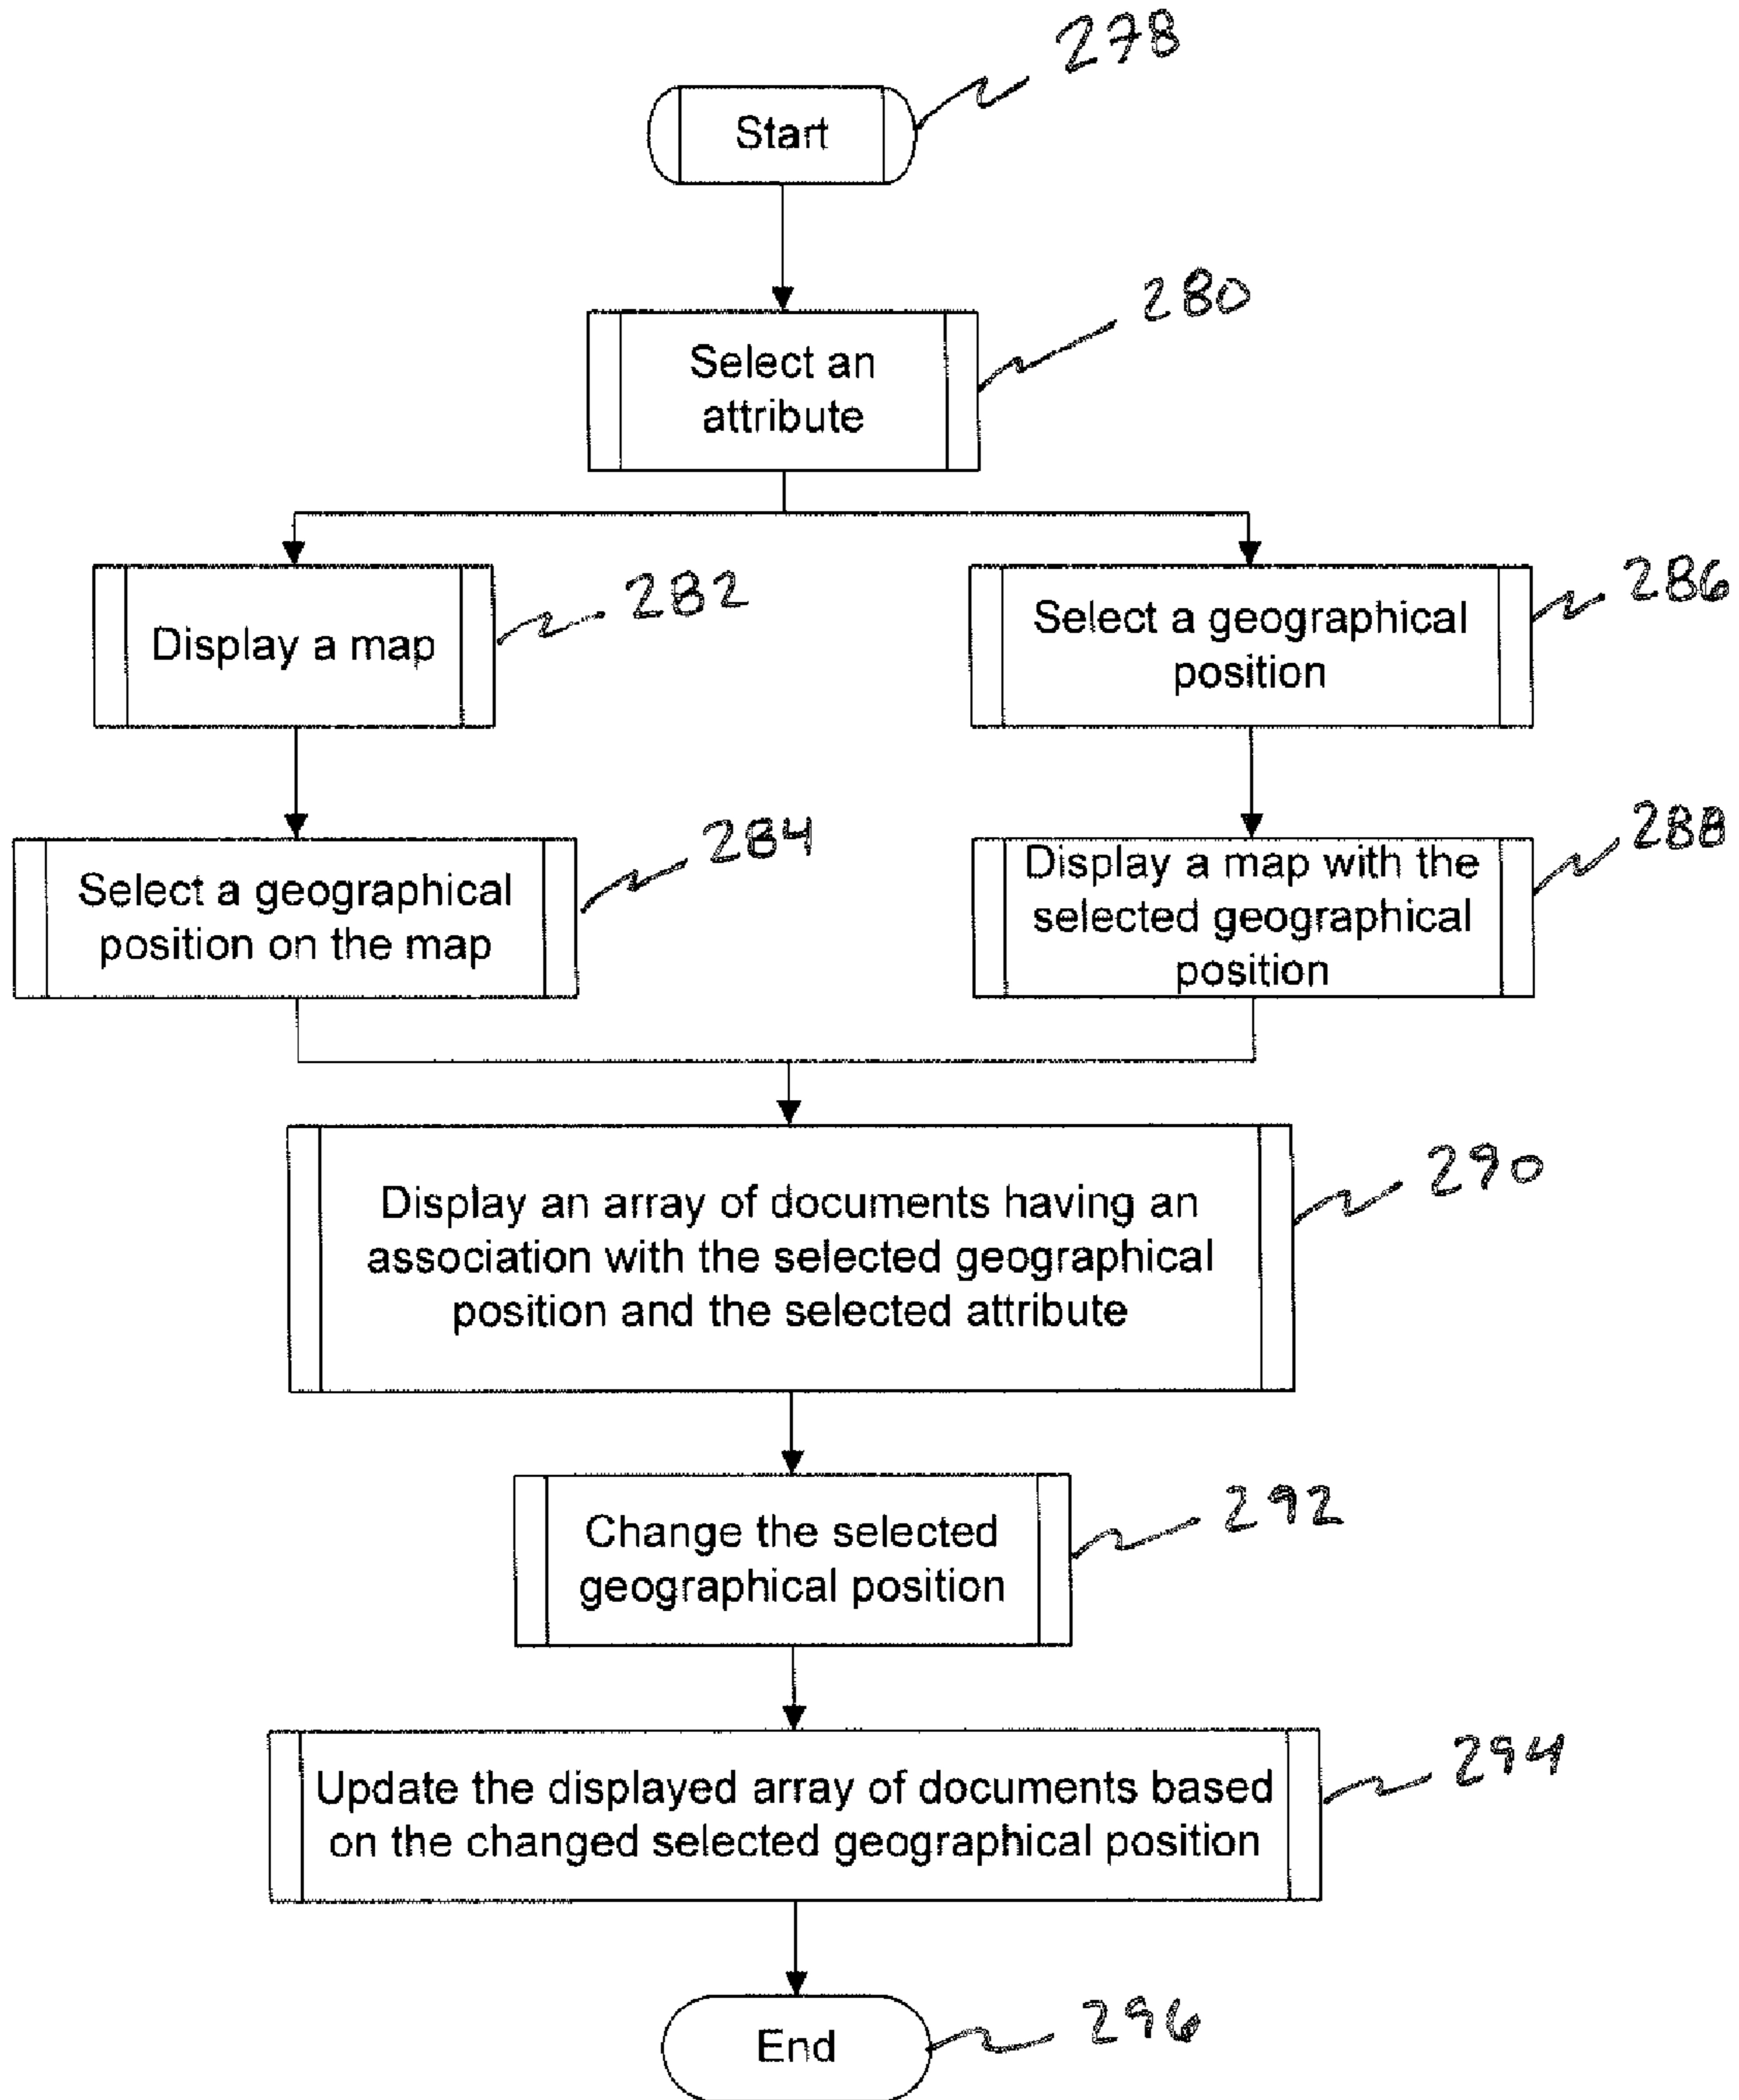 278
Start
280
Select an
attribute
282
Display a map
286
Select a geographical
position
284
Select a geographical
position on the map
288
Display a map with the
selected geographical
position
290
Display an array of documents having an
association with the selected geographical
position and the selected attribute
292
Change the selected
geographical position
294
Update the displayed array of documents based
on the changed selected geographical position
End
296